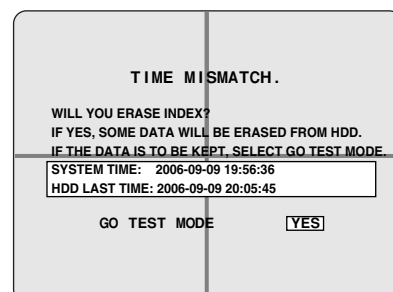 TIME MISMATCH.
WILL YOU ERASE INDEX?
IF YES, SOME DATA WILL BE ERASED FROM HDD.
IF THE DATA IS TO BE KEPT, SELECT GO TEST MODE.
SYSTEM TIME: 2006-09-09 19:56:36
HDD LAST TIME: 2006-09-09 20:05:45
GO TEST MODE YES